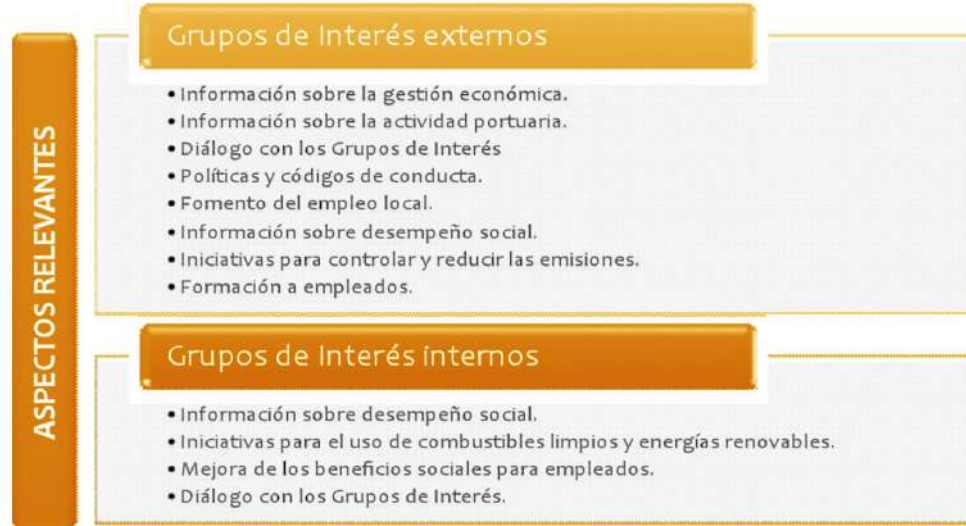 ASPECTOS RELEVANTES
Grupos de Interés externos
• Información sobre la gestión económica.
• Información sobre la actividad portuaria.
• Diálogo con los Grupos de Interés
• Políticas y códigos de conducta.
• Fomento del empleo local.
• Información sobre desempeño social.
• Iniciativas para controlar y reducir las emisiones.
• Formación a empleados.
Grupos de Interés internos
• Información sobre desempeño social.
• Iniciativas para el uso de combustibles limpios y energías renovables.
• Mejora de los beneficios sociales para empleados.
• Diálogo con los Grupos de Interés.